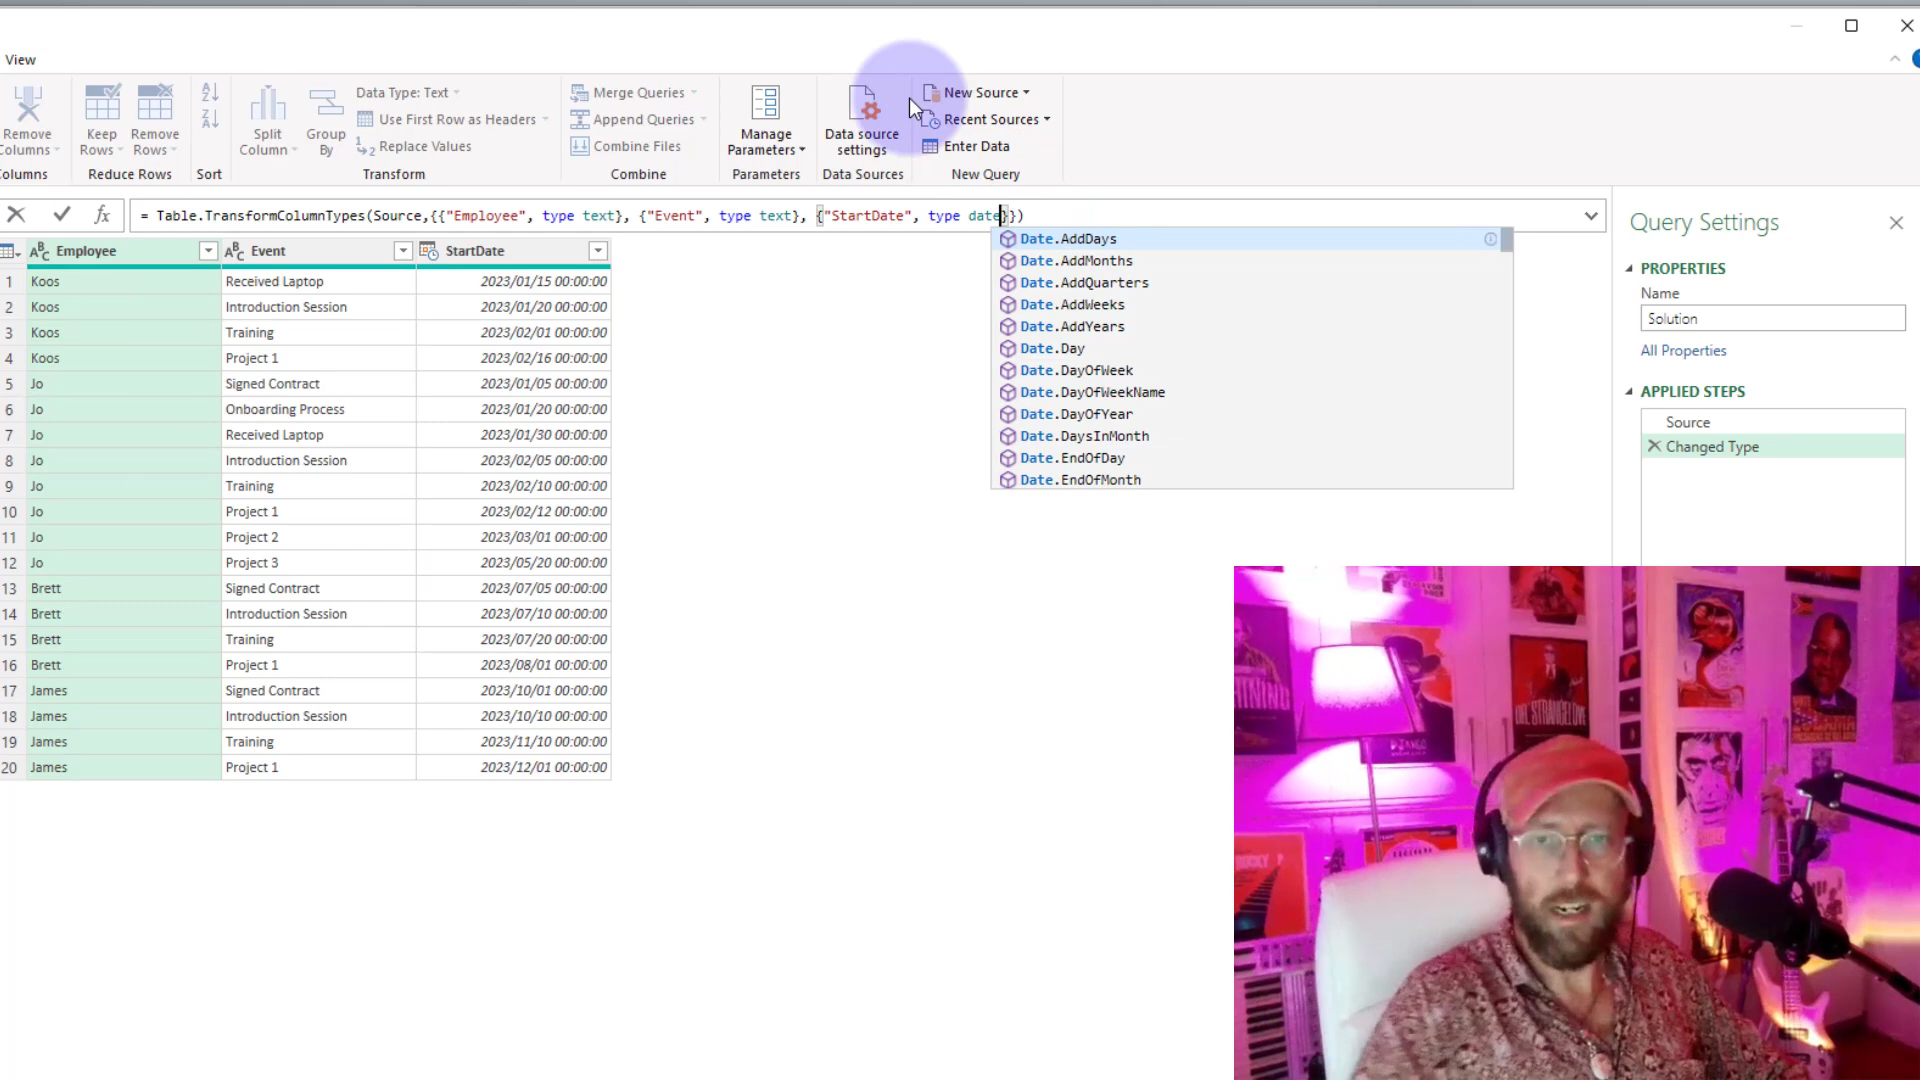 View
Remove
Columns
Keep
Rows
Remove
Rows
Split
Column
Group
By
Data Type: Text
Use First Row as Headers
Replace Values
Merge Queries
Append Queries
Combine Files
Manage
Parameters
Data source
settings
New Source
Recent Sources
Enter Data
olumns
Reduce Rows
Sort
Transform
Combine
Parameters
Data Sources
New Query
fx
= Table.TransformColumnTypes(Source,{{"Employee", type text}, {"Event", type text}, {"StartDate", type date}})
Employee Event StartDate
1 Koos Received Laptop 2023/01/15 00:00:00
2 Koos Introduction Session 2023/01/20 00:00:00
3 Koos Training 2023/02/01 00:00:00
4 Koos Project 1 2023/02/16 00:00:00
5 Jo Signed Contract 2023/01/05 00:00:00
6 Jo Onboarding Process 2023/01/20 00:00:00
7 Jo Received Laptop 2023/01/30 00:00:00
8 Jo Introduction Session 2023/02/05 00:00:00
9 Jo Training 2023/02/10 00:00:00
10 Jo Project 1 2023/02/12 00:00:00
11 Jo Project 2 2023/03/01 00:00:00
12 Jo Project 3 2023/05/20 00:00:00
13 Brett Signed Contract 2023/07/05 00:00:00
14 Brett Introduction Session 2023/07/10 00:00:00
15 Brett Training 2023/07/20 00:00:00
16 Brett Project 1 2023/08/01 00:00:00
17 James Signed Contract 2023/10/01 00:00:00
18 James Introduction Session 2023/10/10 00:00:00
19 James Training 2023/11/10 00:00:00
20 James Project 1 2023/12/01 00:00:00
Date.AddDays
Date.AddMonths
Date.AddQuarters
Date.AddWeeks
Date.AddYears
Date.Day
Date.DayOfWeek
Date.DayOfWeekName
Date.DayOfYear
Date.DaysInMonth
Date.EndOfDay
Date.EndOfMonth
Query Settings
PROPERTIES
Name
Solution
All Properties
APPLIED STEPS
Source
Changed Type
DJANGO